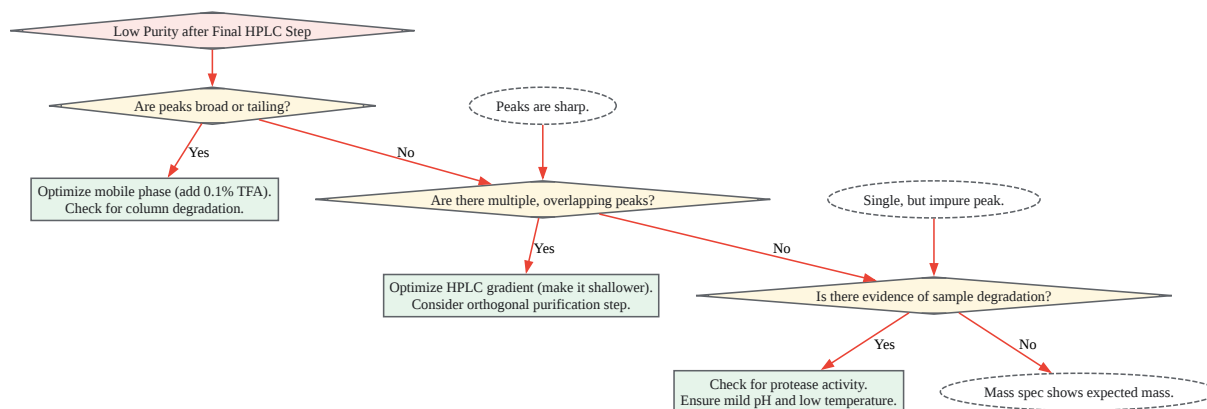 Low Purity after Final HPLC Step
Are peaks broad or tailing?
Peaks are sharp.
Yes
No
Optimize mobile phase (add 0.1% TFA).
Check for column degradation.
Are there multiple, overlapping peaks?
Single, but impure peak.
Yes
No
Optimize HPLC gradient (make it shallower).
Consider orthogonal purification step.
Is there evidence of sample degradation?
Yes
No
Check for protease activity.
Ensure mild pH and low temperature.
Mass spec shows expected mass.